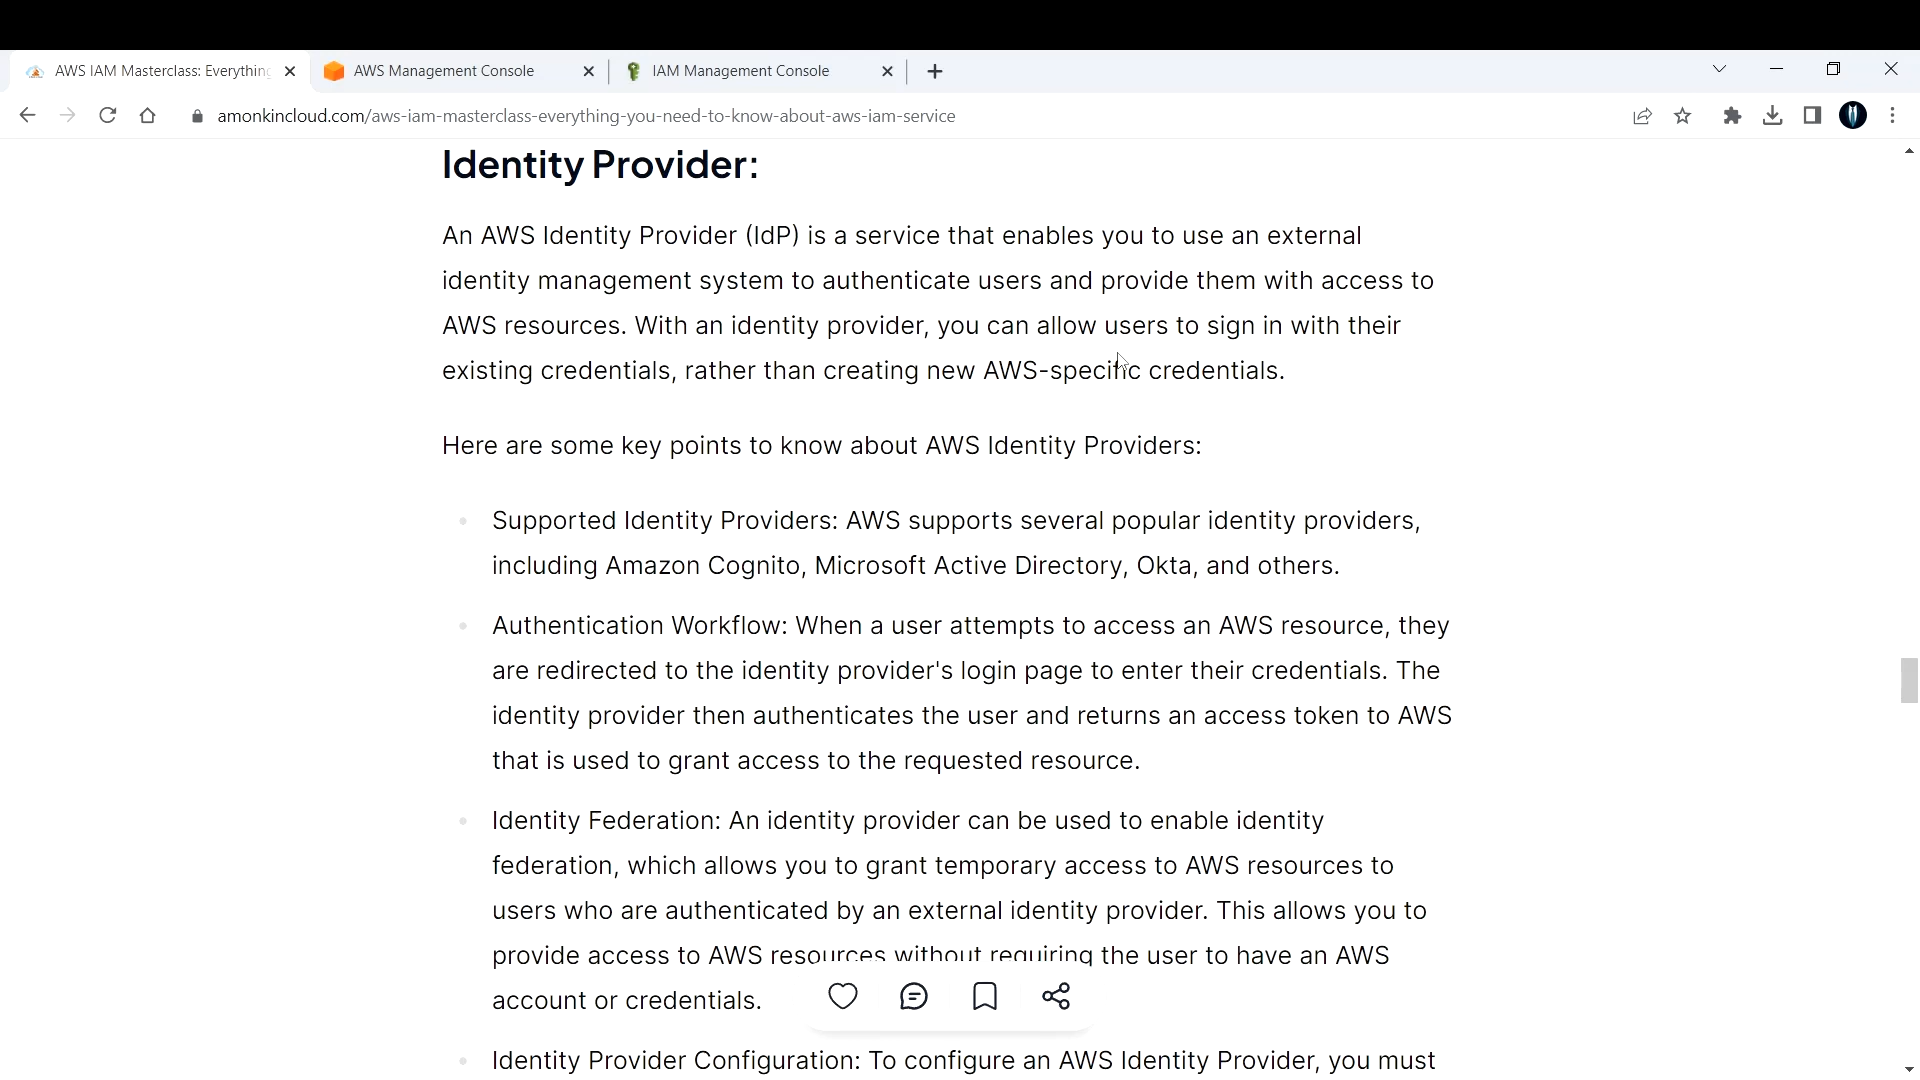 AWS IAM Masterclass: Everything
AWS Management Console
IAM Management Console
amonkincloud.com/aws-iam-masterclass-everything-you-need-to-know-about-aws-iam-service
Identity Provider:
An AWS Identity Provider (IdP) is a service that enables you to use an external
identity management system to authenticate users and provide them with access to
AWS resources. With an identity provider, you can allow users to sign in with their
existing credentials, rather than creating new AWS-specific credentials.
Here are some key points to know about AWS Identity Providers:
Supported Identity Providers: AWS supports several popular identity providers,
including Amazon Cognito, Microsoft Active Directory, Okta, and others.
Authentication Workflow: When a user attempts to access an AWS resource, they
are redirected to the identity provider's login page to enter their credentials. The
identity provider then authenticates the user and returns an access token to AWS
that is used to grant access to the requested resource.
Identity Federation: An identity provider can be used to enable identity
federation, which allows you to grant temporary access to AWS resources to
users who are authenticated by an external identity provider. This allows you to
provide access to AWS resources without requiring the user to have an AWS
account or credentials.
Identity Provider Configuration: To configure an AWS Identity Provider, you must